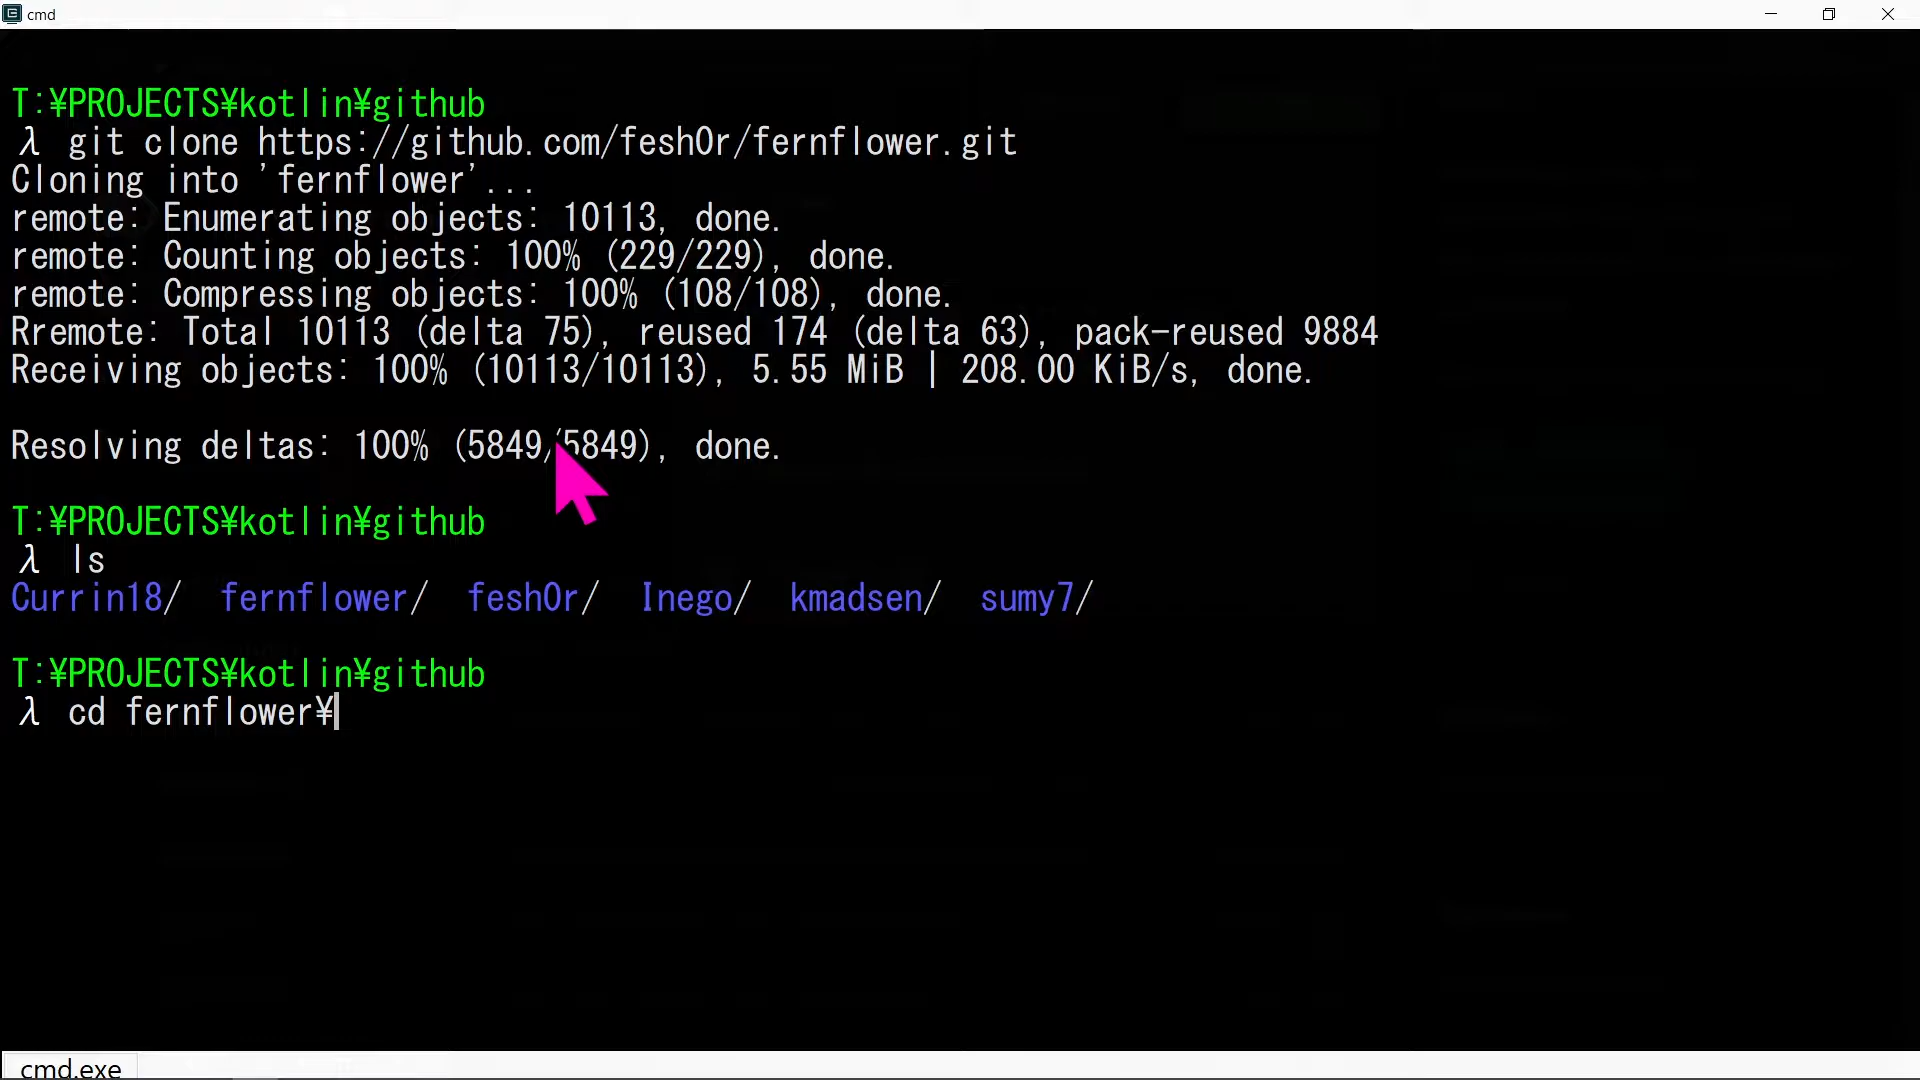 cmd
T:¥PROJECTS¥kotlin¥github
λ git clone https://github.com/fesh0r/fernflower.git
Cloning into 'fernflower'...
remote: Enumerating objects: 10113, done.
remote: Counting objects: 100% (229/229), done.
remote: Compressing objects: 100% (108/108), done.
Rremote: Total 10113 (delta 75), reused 174 (delta 63), pack-reused 9884
Receiving objects: 100% (10113/10113), 5.55 MiB | 208.00 KiB/s, done.
Resolving deltas: 100% (5849/5849), done.
T:¥PROJECTS¥kotlin¥github
λ ls
Currin18/ fernflower/ fesh0r/ Inego/ kmadsen/ sumy7/
T:¥PROJECTS¥kotlin¥github
λ cd fernflower¥
cmd.exe